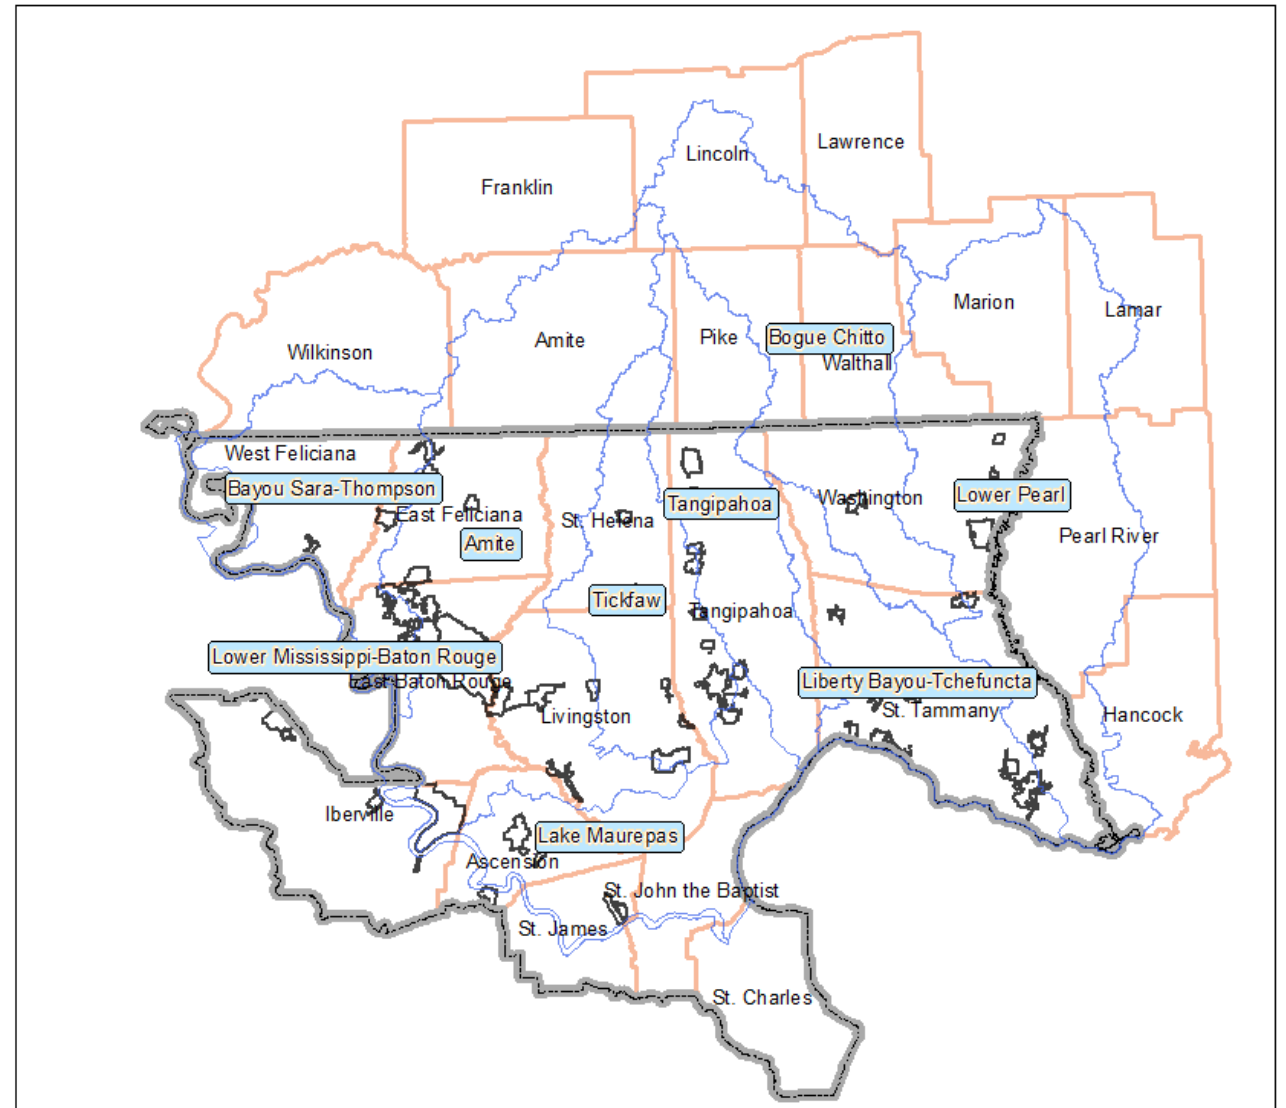 Lawrence
Lincoln
Franklin
Marion
Lamar
Pike
Bogue Chitto
Amite
Wilkinson
Walthall
West Feliciana
Bayou Sara-Thompson
Lower Pearl
Washington
Tangipahoa
East Feliciana
St. Helena
Pearl River
Amite
Tickfaw
Tangipahoa
Lower Mississippi-Baton Rouge
East Baton Rouge
Liberty Bayou-Tchefuncta
St. Tammany
Livingston
Hancock
Iberville
Lake Maurepas
Ascension
St. John the Baptist
St. James
St. Charles